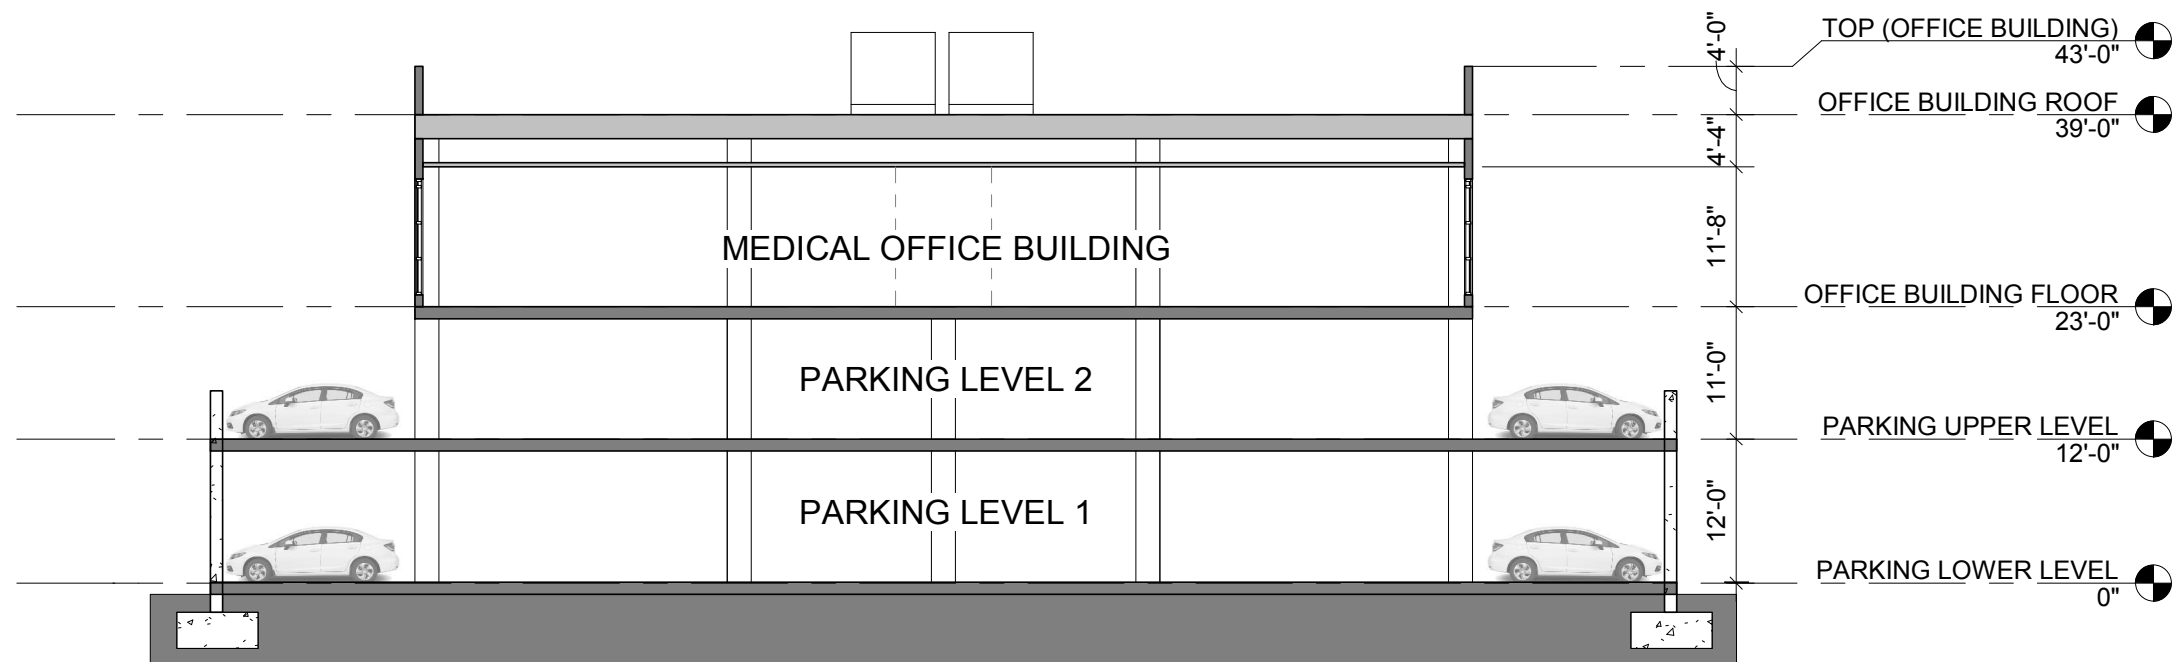 4'-0"
TOP (OFFICE BUILDING)
43'-0"
OFFICE BUILDING ROOF
39'-0"
4'-4"
11'-8"
MEDICAL OFFICE BUILDING
OFFICE BUILDING FLOOR
23'-0"
11'-0"
PARKING LEVEL 2
PARKING UPPER LEVEL
12'-0"
12'-0"
PARKING LEVEL 1
PARKING LOWER LEVEL
0"